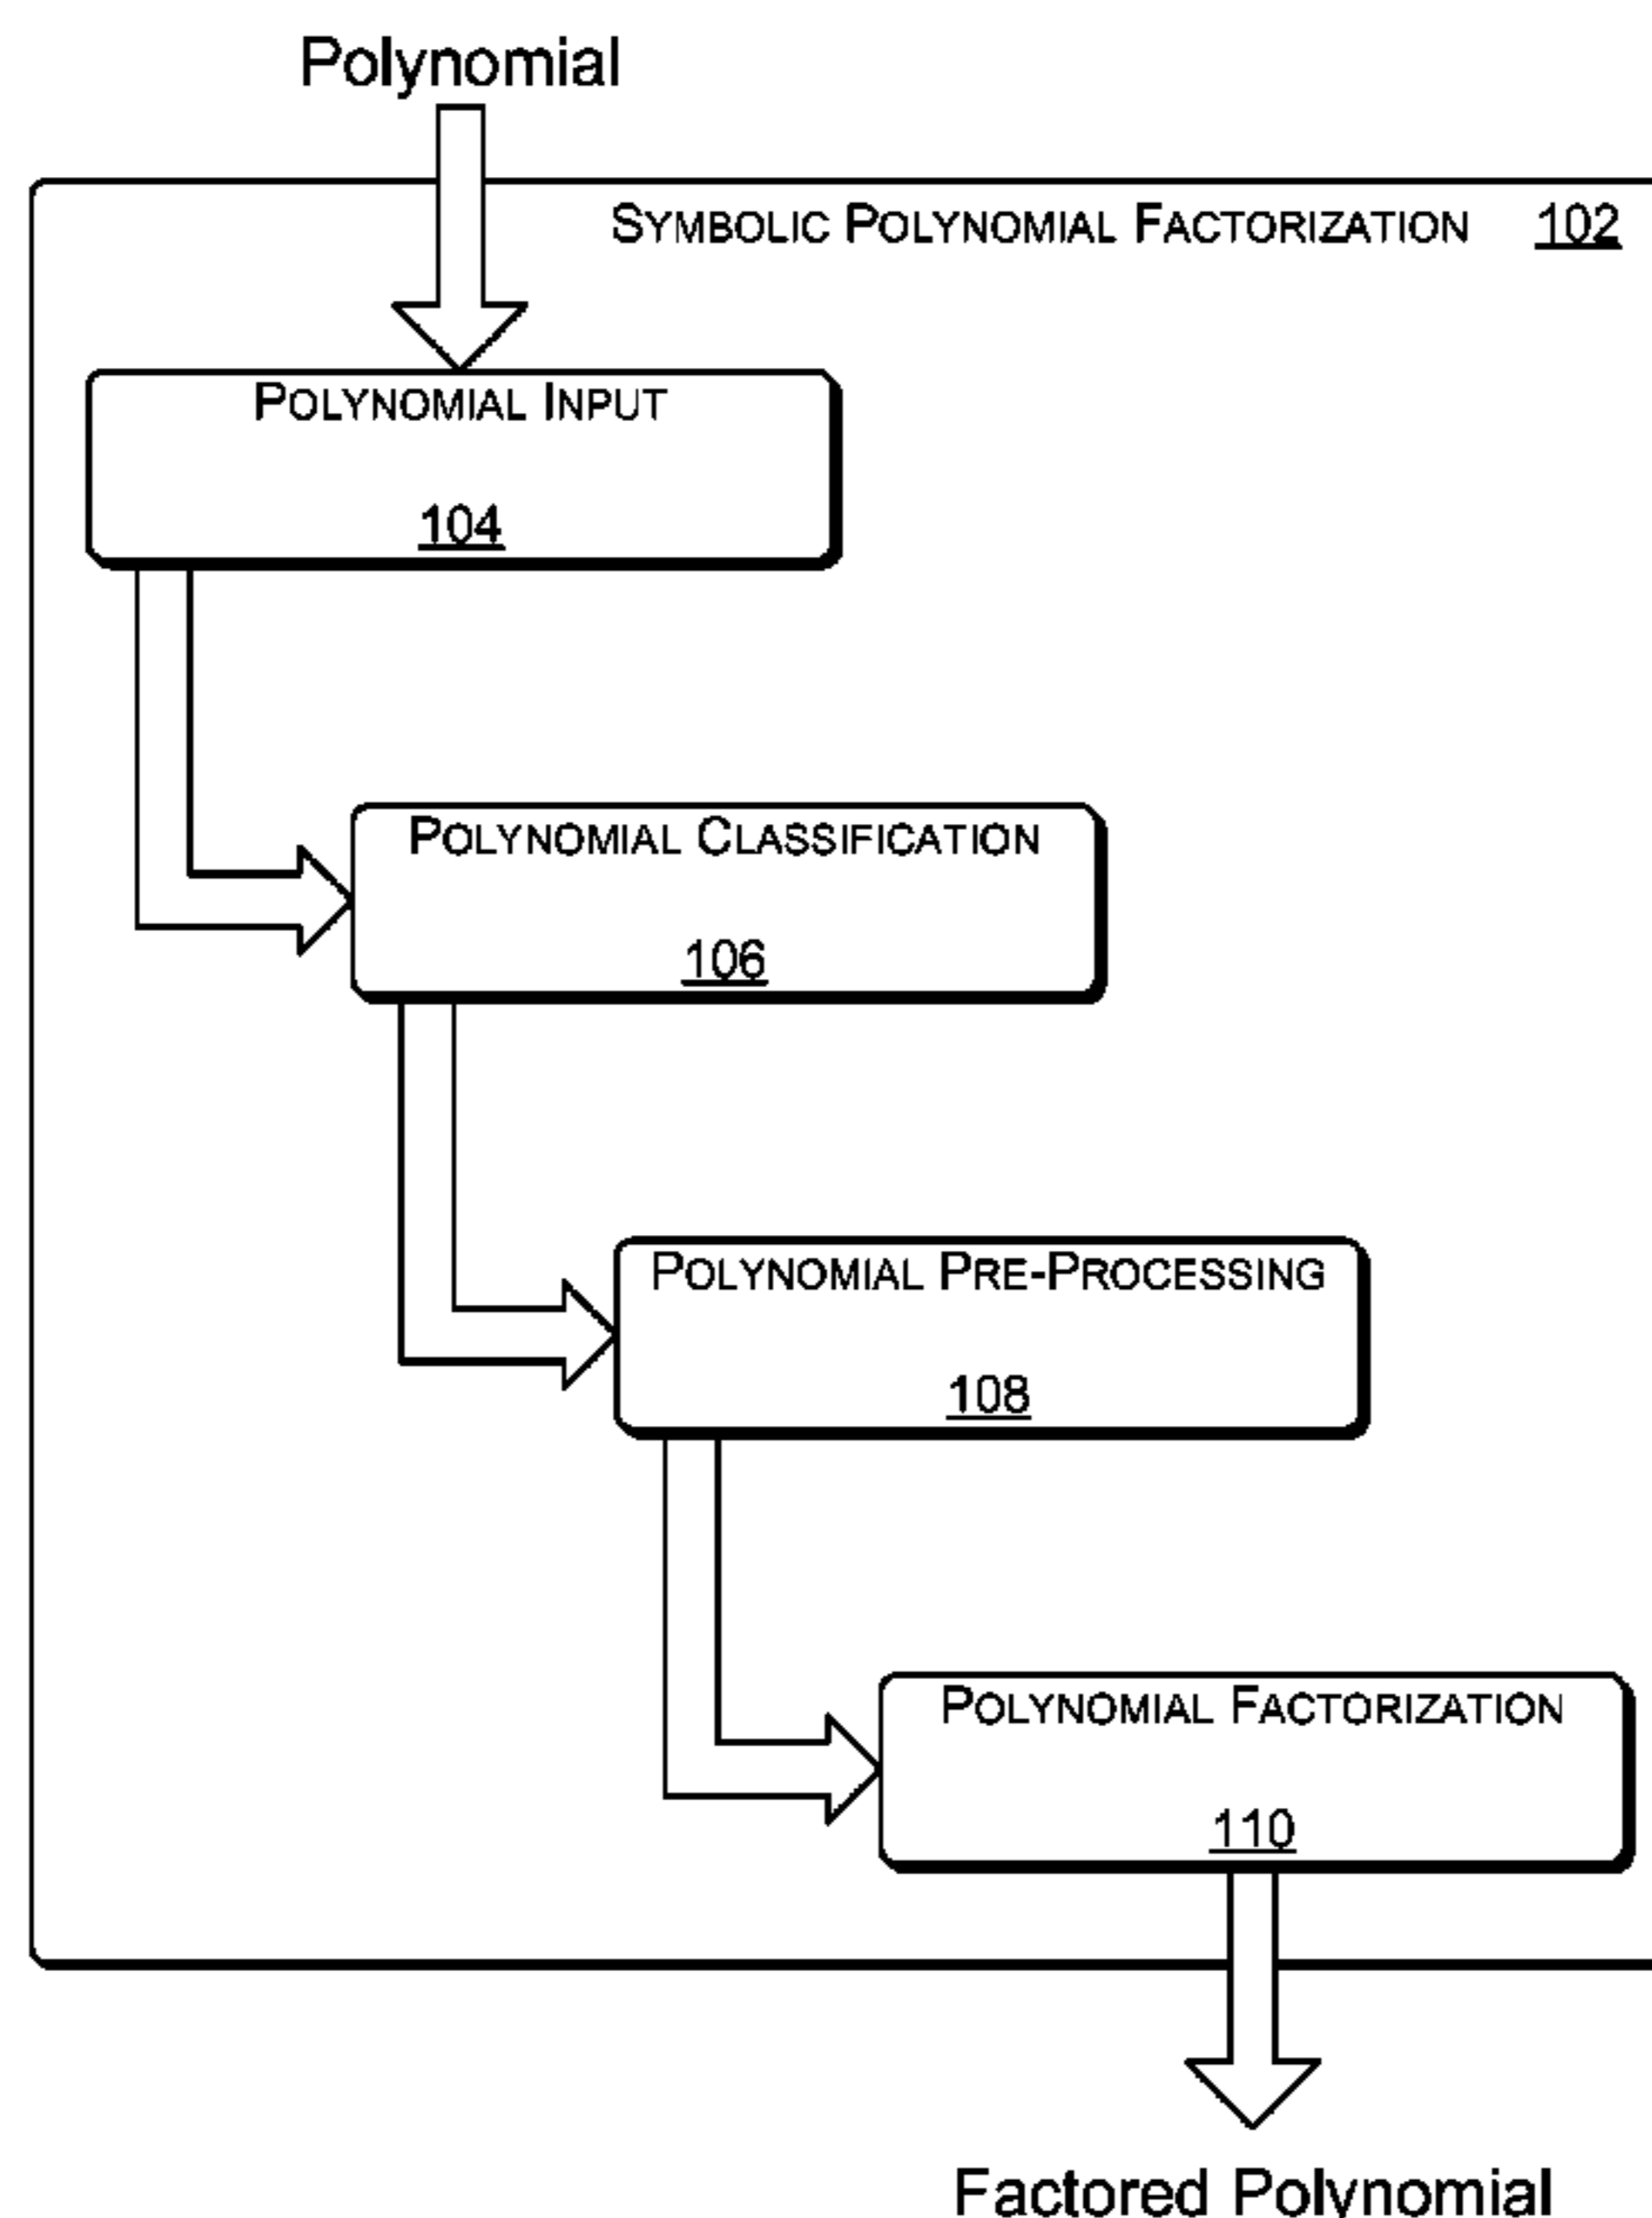 Polynomial
SYMBOLIC POLYNOMIAL FACTORIZATION 102
POLYNOMIAL INPUT
104
POLYNOMIAL CLASSIFICATION
106
POLYNOMIAL PRE-PROCESSING
108
POLYNOMIAL FACTORIZATION
110
Factored Polynomial